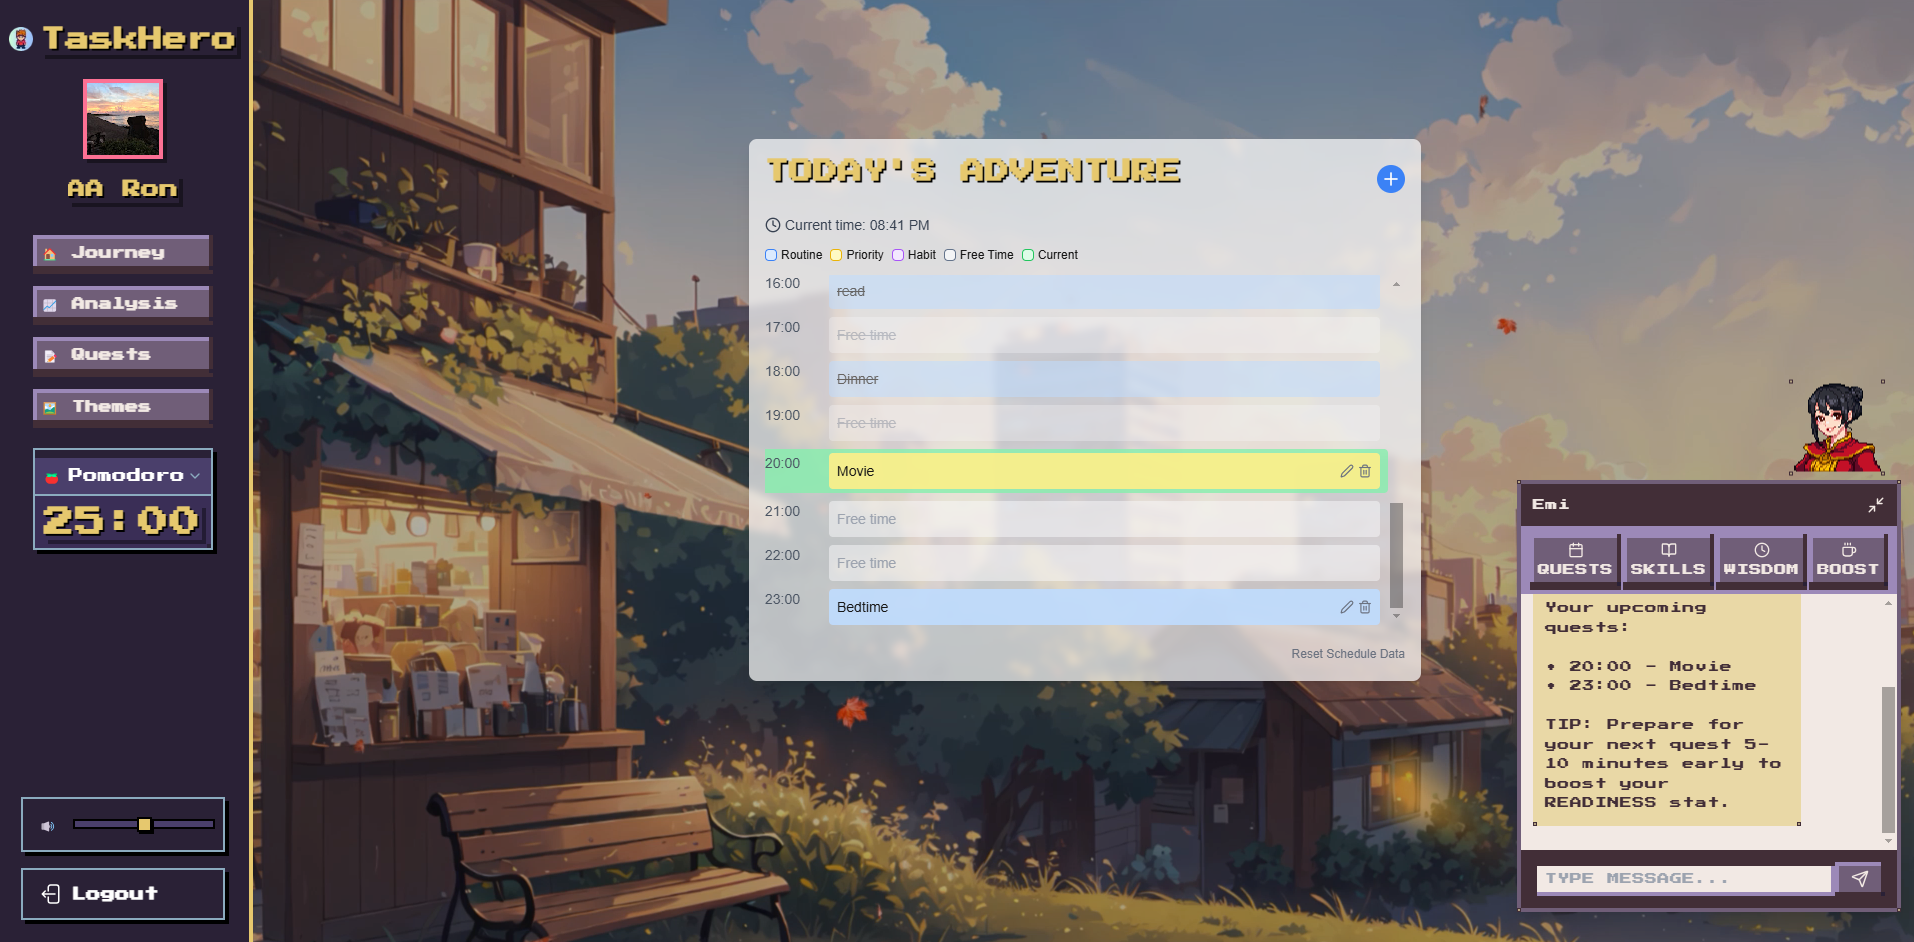 TaskHero
AA Ron
Journey
Analysis
Quests
Themes
Pomodoro
25:00
Logout
TODAY'S ADVENTURE
Current time: 08:41 PM
Routine Priority Habit Free Time Current
16:00 read
17:00 Free time
18:00 Dinner
19:00 Free time
20:00 Movie
21:00 Free time
22:00 Free time
23:00 Bedtime
Reset Schedule Data
Emi
QUESTS SKILLS WISDOM BOOST
Your upcoming
quests:
• 20:00 - Movie
• 23:00 - Bedtime
TIP: Prepare for
your next quest 5-
10 minutes early to
boost your
READINESS stat.
TYPE MESSAGE...